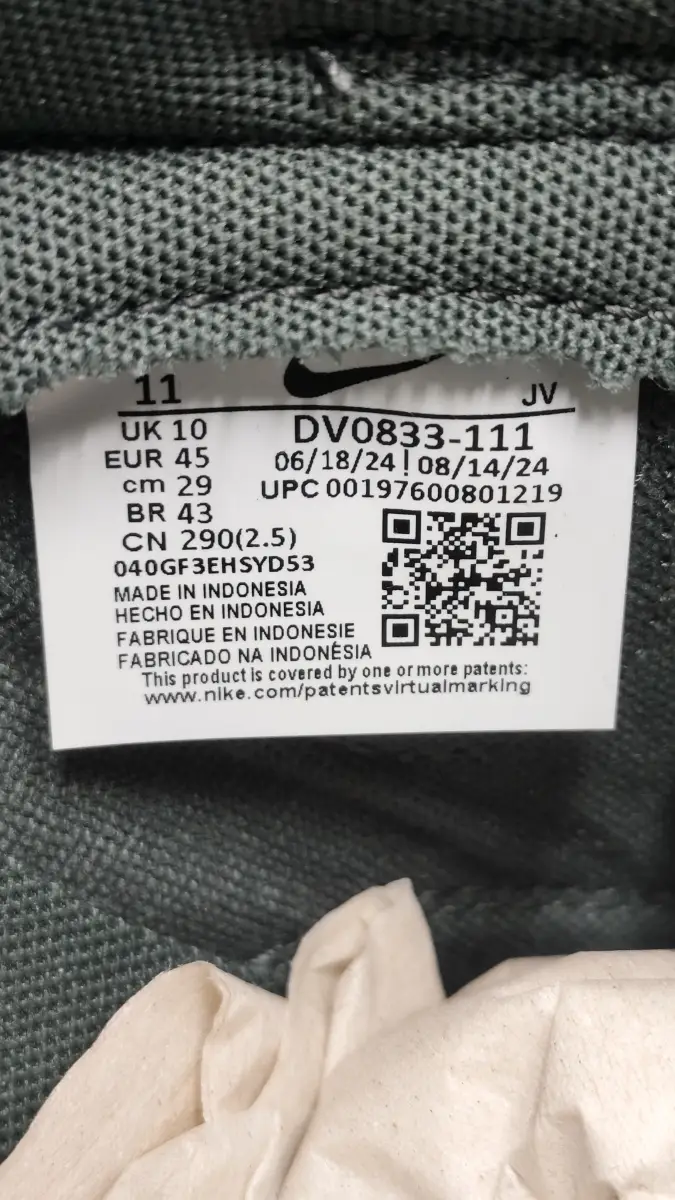 11
JV
UK 10
EUR 45
cm 29
BR 43
CN 290(2.5)
DV0833-111
06/18/24 | 08/14/24
UPC 00197600801219
040GF3EHSYD53
MADE IN INDONESIA
HECHO EN INDONESIA
FABRIQUE EN INDONESIE
FABRICADO NA INDONÉSIA
This product is covered by one or more patents:
www.nike.com/patentsvirtualmarking